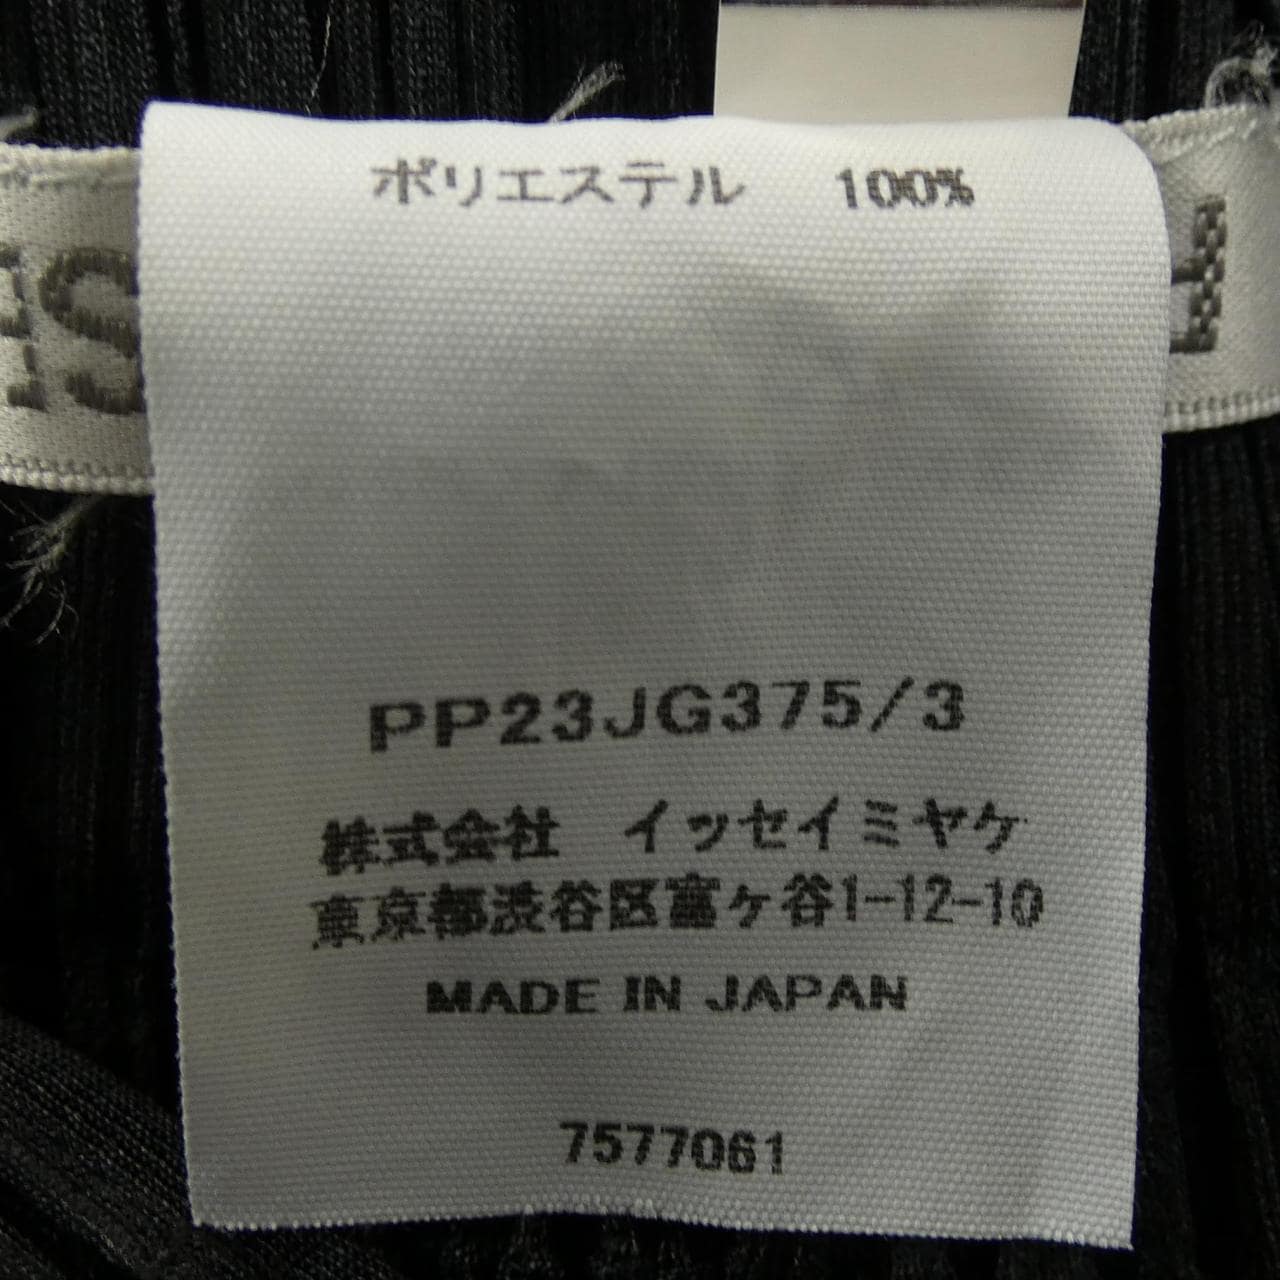 ポリエステル 100%
PP23JG375/3
株式会社 イッセイミヤケ
東京都渋谷区富ヶ谷1-12-10
MADE IN JAPAN
7577061